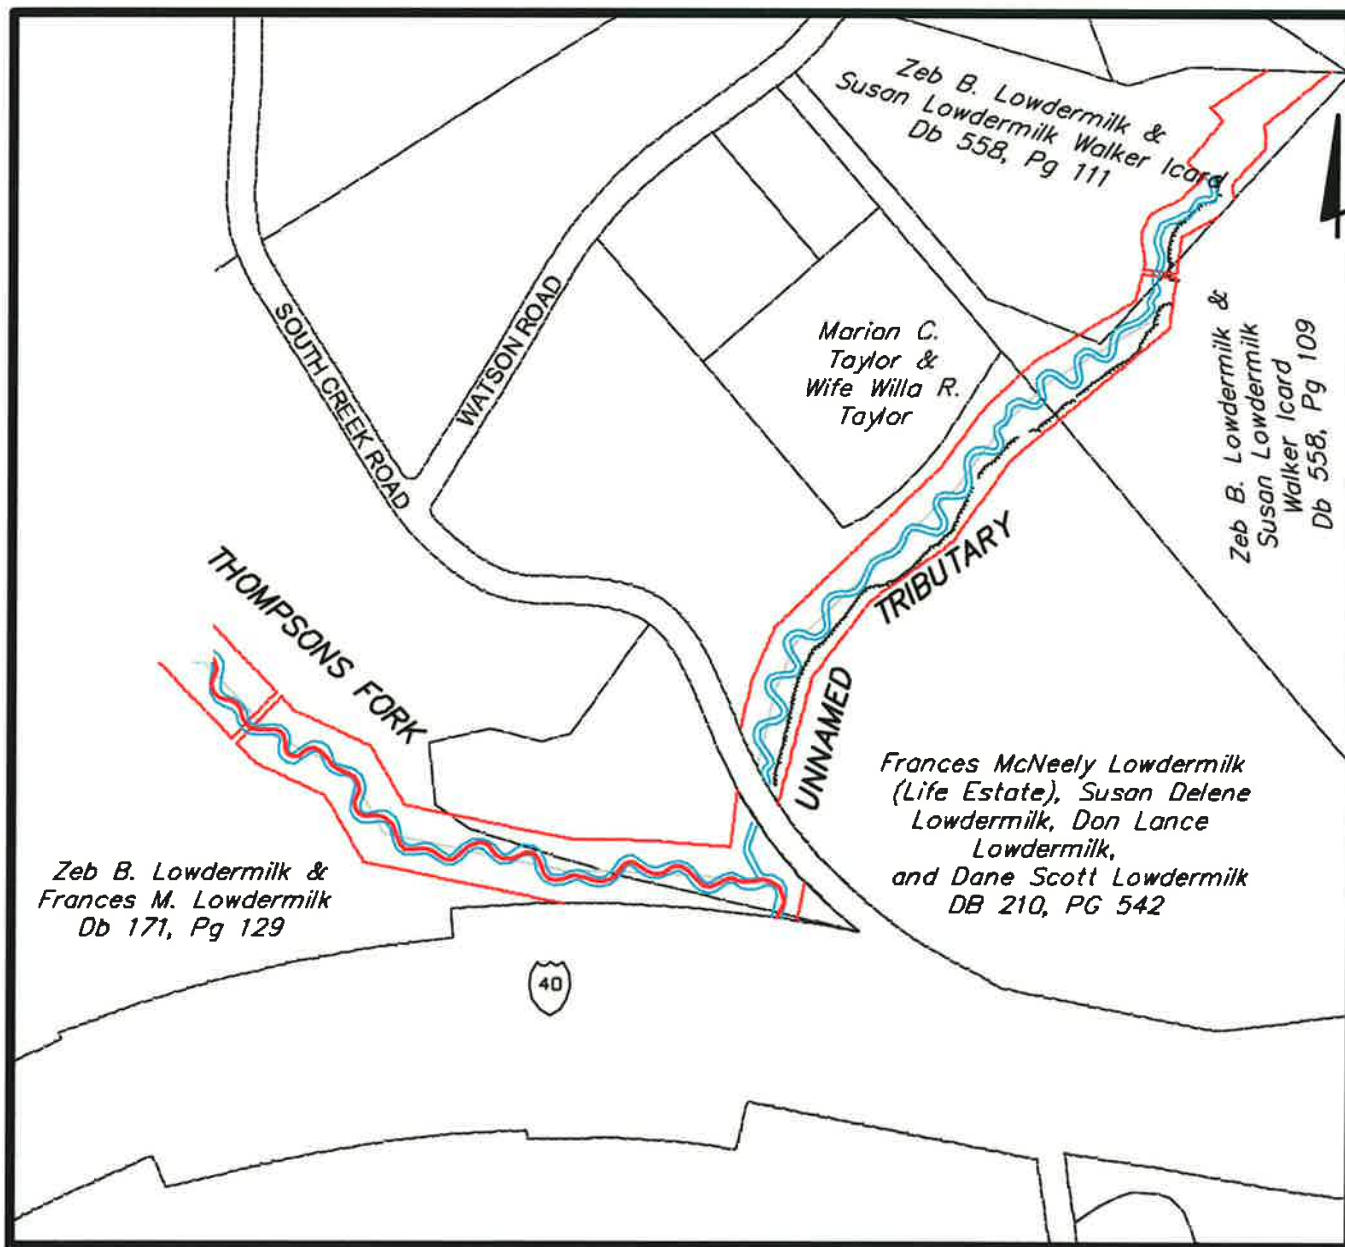 Zeb B. Lowdermilk &
Susan Lowdermilk Walker Icard
Db 558, Pg 111
SOUTH CREEK ROAD
WATSON ROAD
Marion C.
Taylor &
Wife Willa R.
Taylor
Zeb B. Lowdermilk &
Susan Lowdermilk
Walker Icard
Db 558, Pg 109
THOMPSONS FORK
UNNAMED TRIBUTARY
Frances McNeely Lowdermilk
(Life Estate), Susan Delene
Lowdermilk, Don Lance
Lowdermilk,
and Dane Scott Lowdermilk
DB 210, PG 542
Zeb B. Lowdermilk &
Frances M. Lowdermilk
Db 171, Pg 129
40